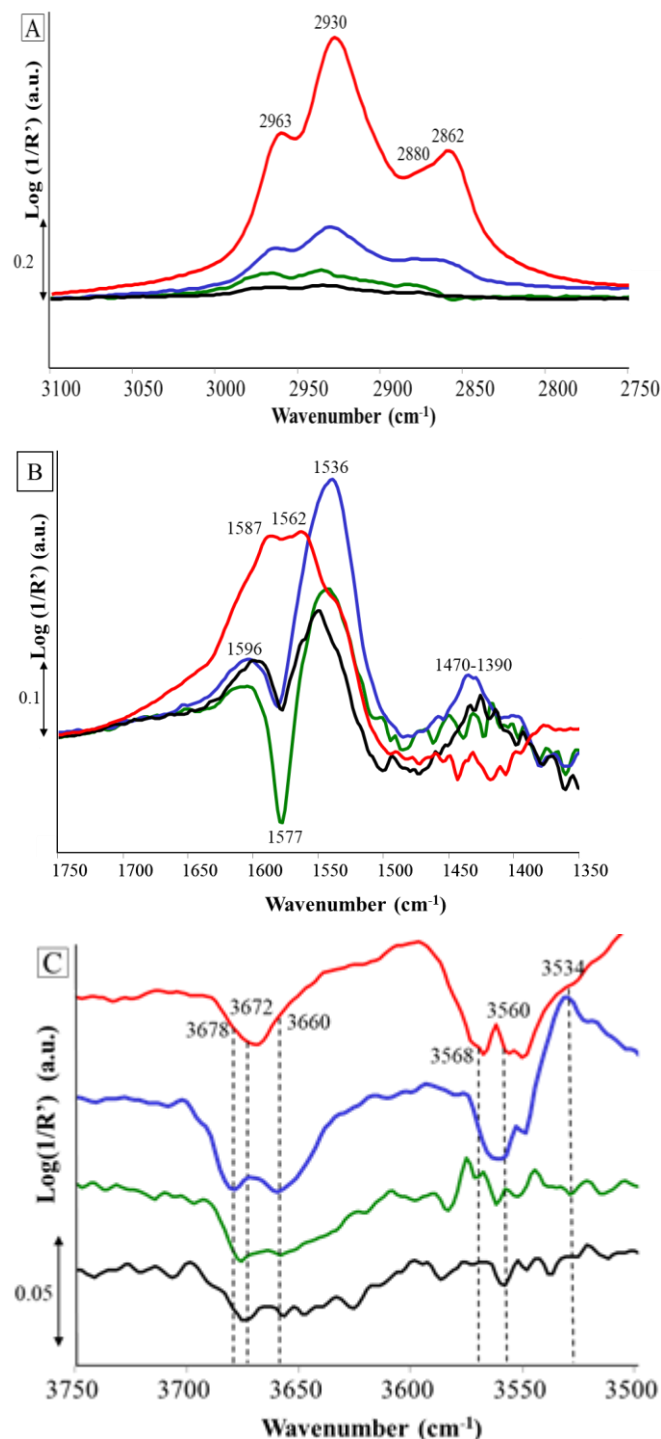 A
2930
2963
2880
2862
Log (1/R’) (a.u.)
0.2
3100 3050 3000 2950 2900 2850 2800 2750
Wavenumber (cm-1)
B
1536
1587 1562
1596
1470-1390
1577
Log (1/R’) (a.u.)
0.1
1750 1700 1650 1600 1550 1500 1450 1400 1350
Wavenumber (cm-1)
C
3534
3672
3560
3678
3660
3568
Log(1/R’) (a.u.)
0.05
3750 3700 3650 3600 3550 3500
Wavenumber (cm-1)